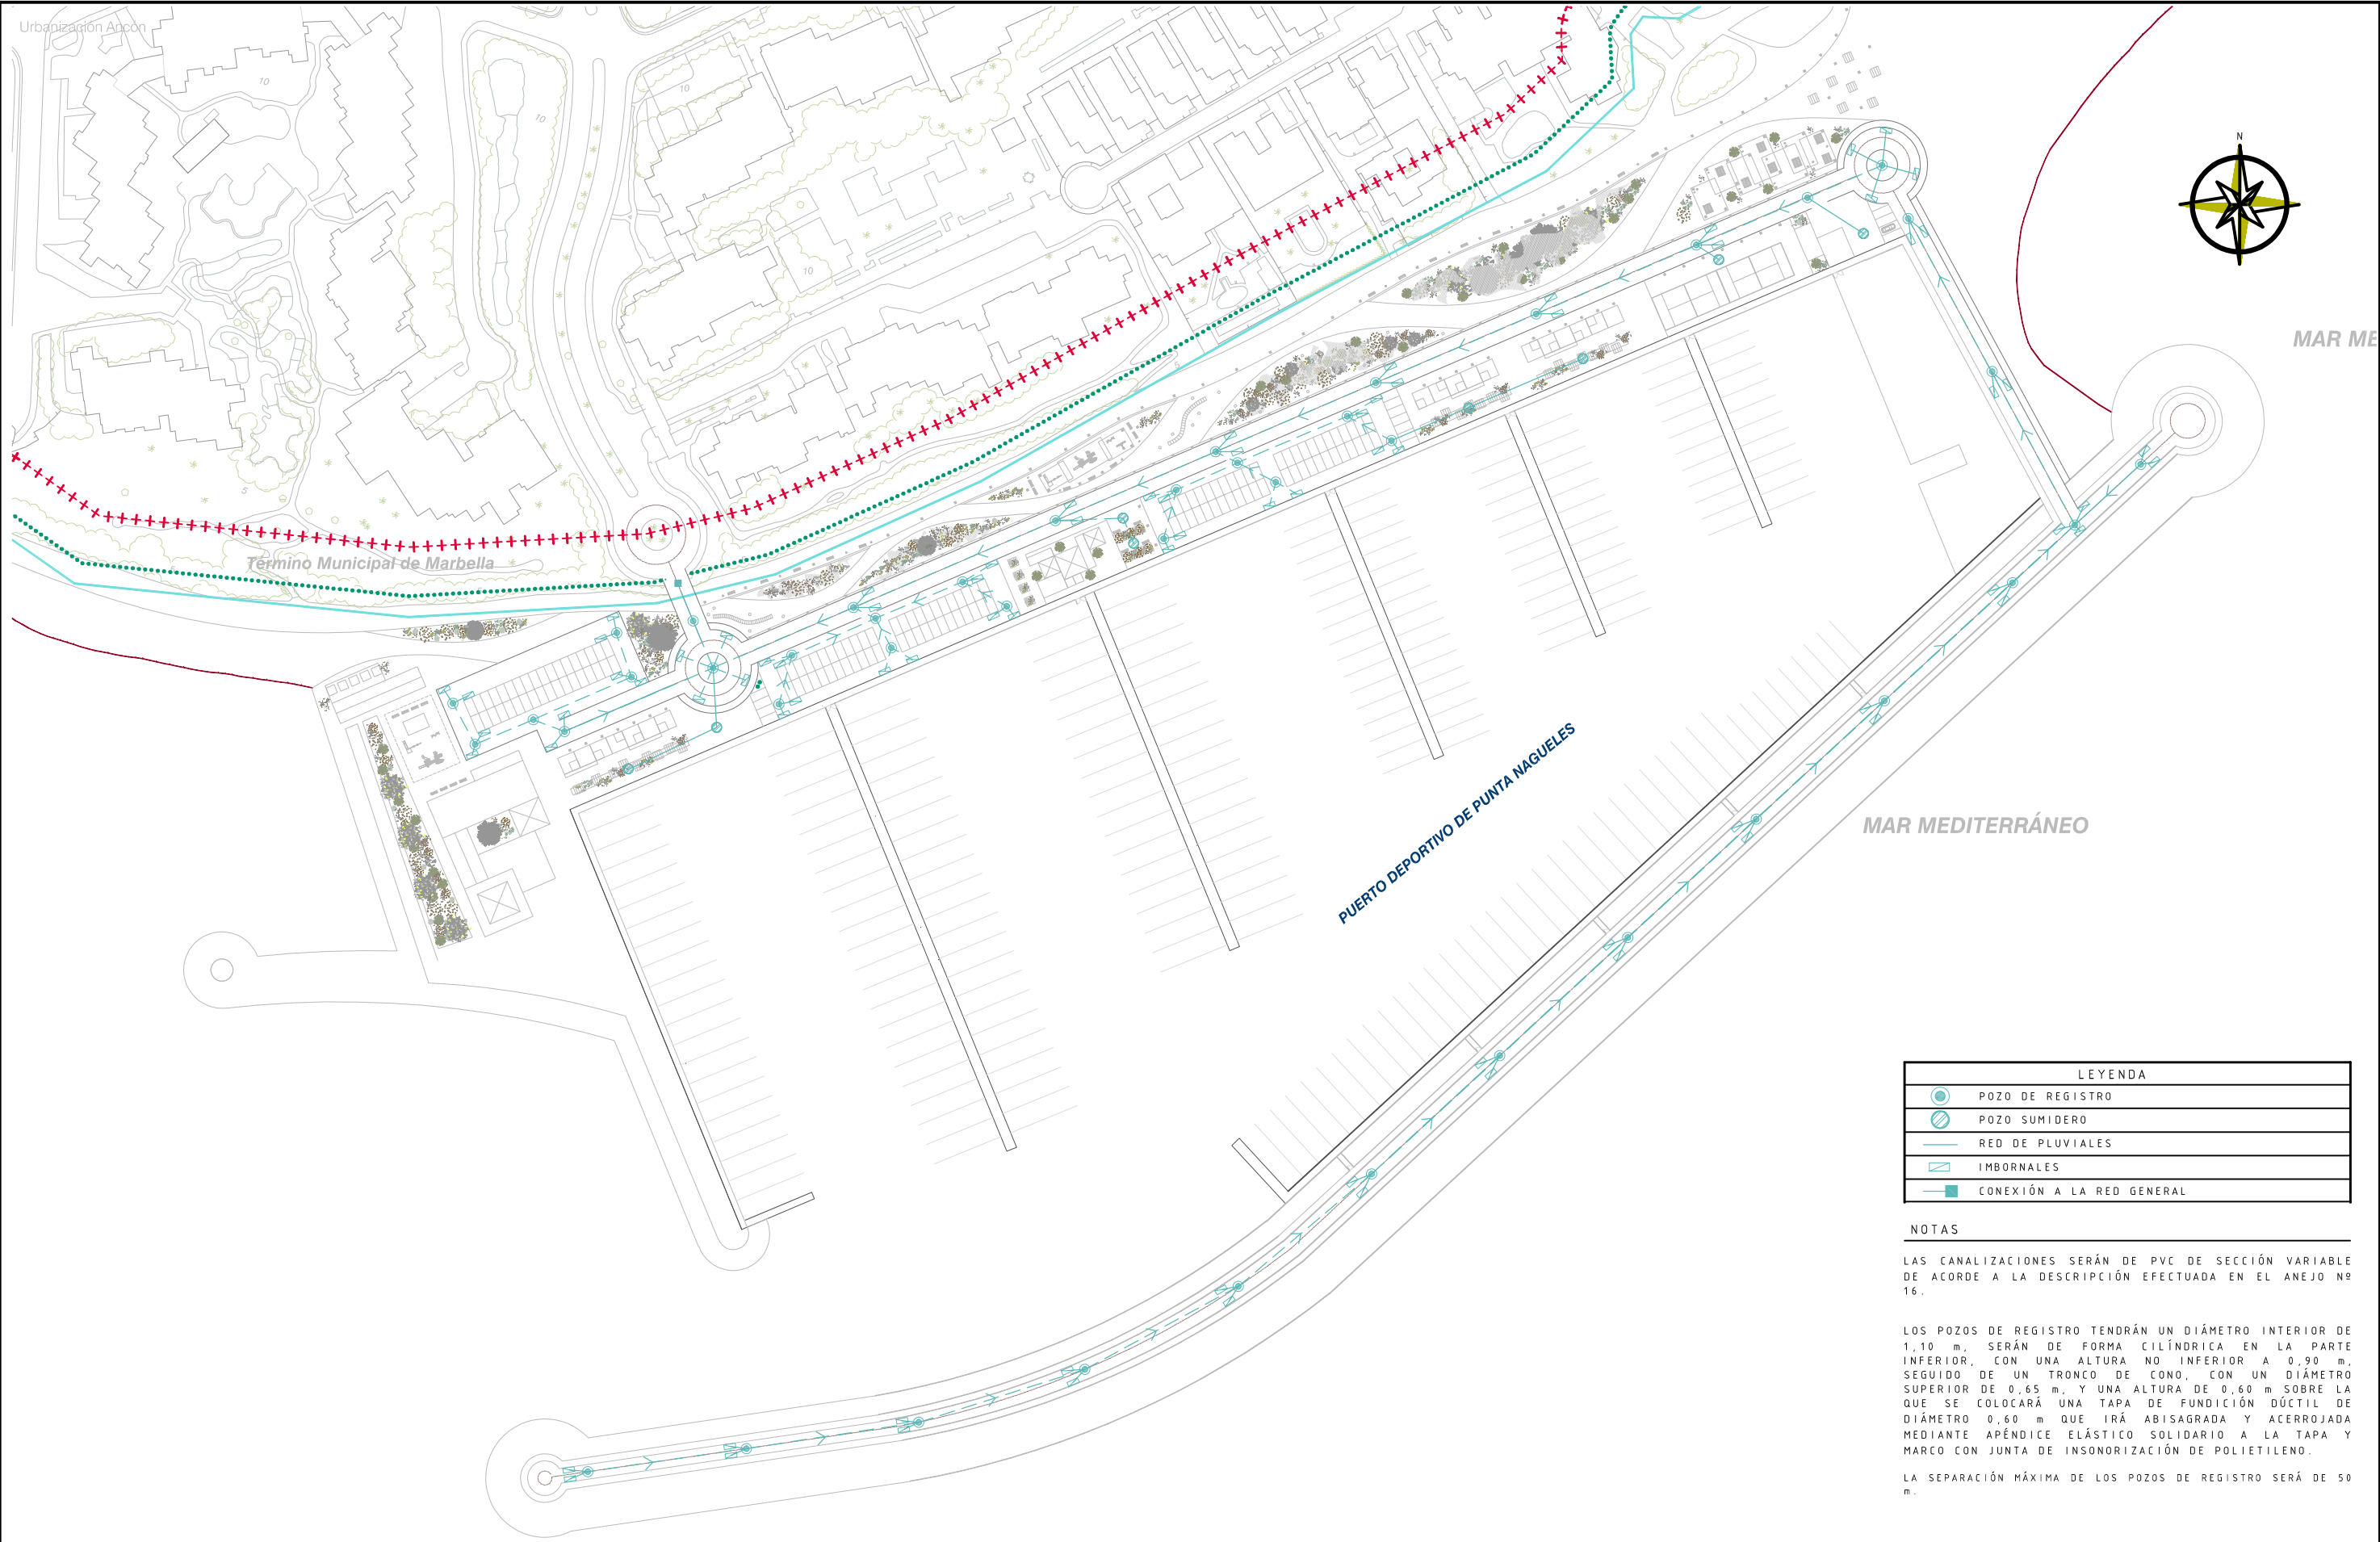 Urbanización Ancón
10
10
10
10
5
5
N
MAR ME
Término Municipal de Marbella
PUERTO DEPORTIVO DE PUNTA NAGUELES
MAR MEDITERRÁNEO
LEYENDA
POZO DE REGISTRO
POZO SUMIDERO
RED DE PLUVIALES
IMBORNALES
CONEXIÓN A LA RED GENERAL
NOTAS
LAS CANALIZACIONES SERÁN DE PVC DE SECCIÓN VARIABLE
DE ACORDE A LA DESCRIPCIÓN EFECTUADA EN EL ANEJO Nº
16.
LOS POZOS DE REGISTRO TENDRÁN UN DIÁMETRO INTERIOR DE
1,10 m, SERÁN DE FORMA CILÍNDRICA EN LA PARTE
INFERIOR, CON UNA ALTURA NO INFERIOR A 0,90 m,
SEGUIDO DE UN TRONCO DE CONO, CON UN DIÁMETRO
SUPERIOR DE 0,65 m, Y UNA ALTURA DE 0,60 m SOBRE LA
QUE SE COLOCARÁ UNA TAPA DE FUNDICIÓN DÚCTIL DE
DIÁMETRO 0,60 m QUE IRÁ ABISAGRADA Y ACERROJADA
MEDIANTE APÉNDICE ELÁSTICO SOLIDARIO A LA TAPA Y
MARCO CON JUNTA DE INSONORIZACIÓN DE POLIETILENO.
LA SEPARACIÓN MÁXIMA DE LOS POZOS DE REGISTRO SERÁ DE 50
m.